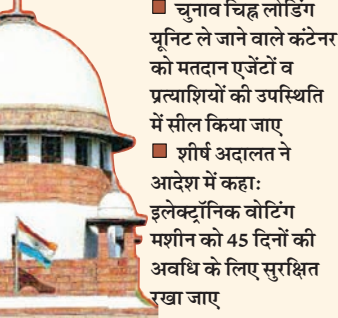 ■ चुनाव चिह्न लोडिंग
यूनिट ले जाने वाले कंटेनर
को मतदान एजेंटों व
प्रत्याशियों की उपस्थिति
में सील किया जाए
■ शीर्ष अदालत ने
आदेश में कहाः
इलेक्ट्रॉनिक वोटिंग
मशीन को 45 दिनों की
अवधि के लिए सुरक्षित
रखा जाए